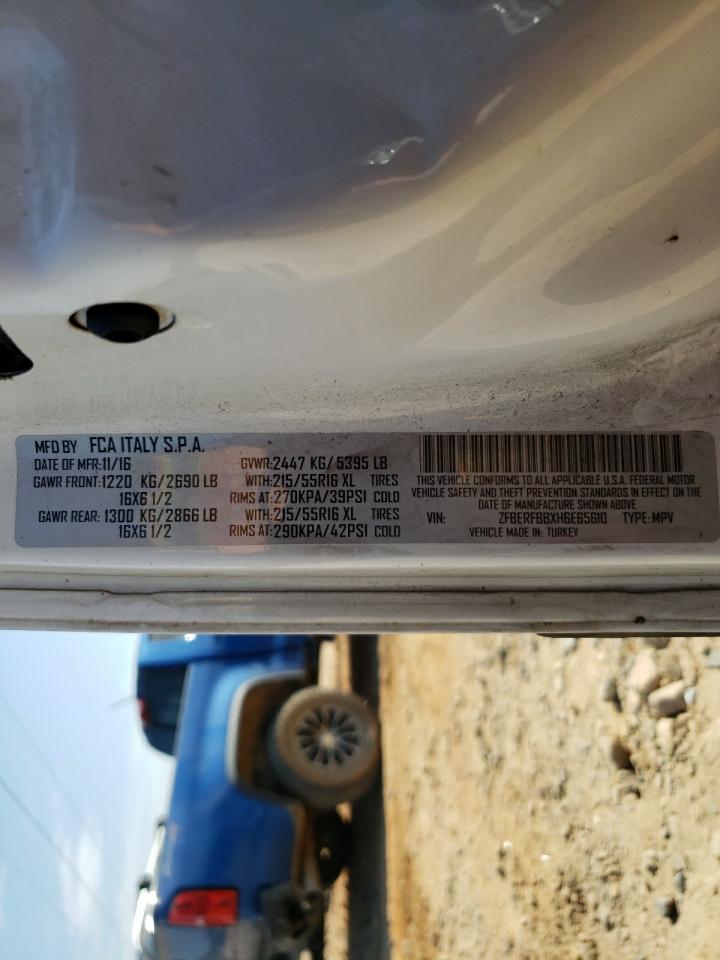 MFD BY FCA ITALY S.P.A.
DATE OF MFR:11/16 GVWR:2447 KG/5395 LB
GAWR FRONT:1220 KG/2690 LB WITH:215/55R16 XL TIRES
16X6 1/2 RIMS AT:270KPA/39PSI COLD
GAWR REAR:1300 KG/2866 LB WITH:215/55R16 XL TIRES
16X6 1/2 RIMS AT:290KPA/42PSI COLD
THIS VEHICLE CONFORMS TO ALL APPLICABLE U.S.A. FEDERAL MOTOR
VEHICLE SAFETY AND THEFT PREVENTION STANDARDS IN EFFECT ON THE
DATE OF MANUFACTURE SHOWN ABOVE
VIN: ZFBERFBBXH6E65610 TYPE:MPV
VEHICLE MADE IN: TURKEY